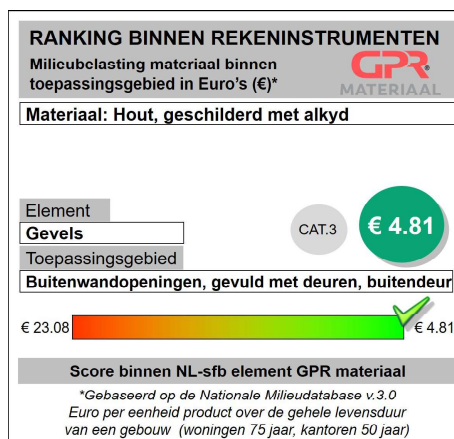 RANKING BINNEN REKENINSTRUMENTEN
Milieubelasting materiaal binnen
toepassingsgebied in Euro's (€)*
GPR®
MATERIAAL
Materiaal: Hout, geschilderd met alkyd
Element
Gevels
Toepassingsgebied
Buitenwandopeningen, gevuld met deuren, buitendeur
CAT.3
€ 4.81
€ 23.08
€ 4.81
Score binnen NL-sfb element GPR materiaal
*Gebaseerd op de Nationale Milieudatabase v.3.0
Euro per eenheid product over de gehele levensduur
van een gebouw (woningen 75 jaar, kantoren 50 jaar)